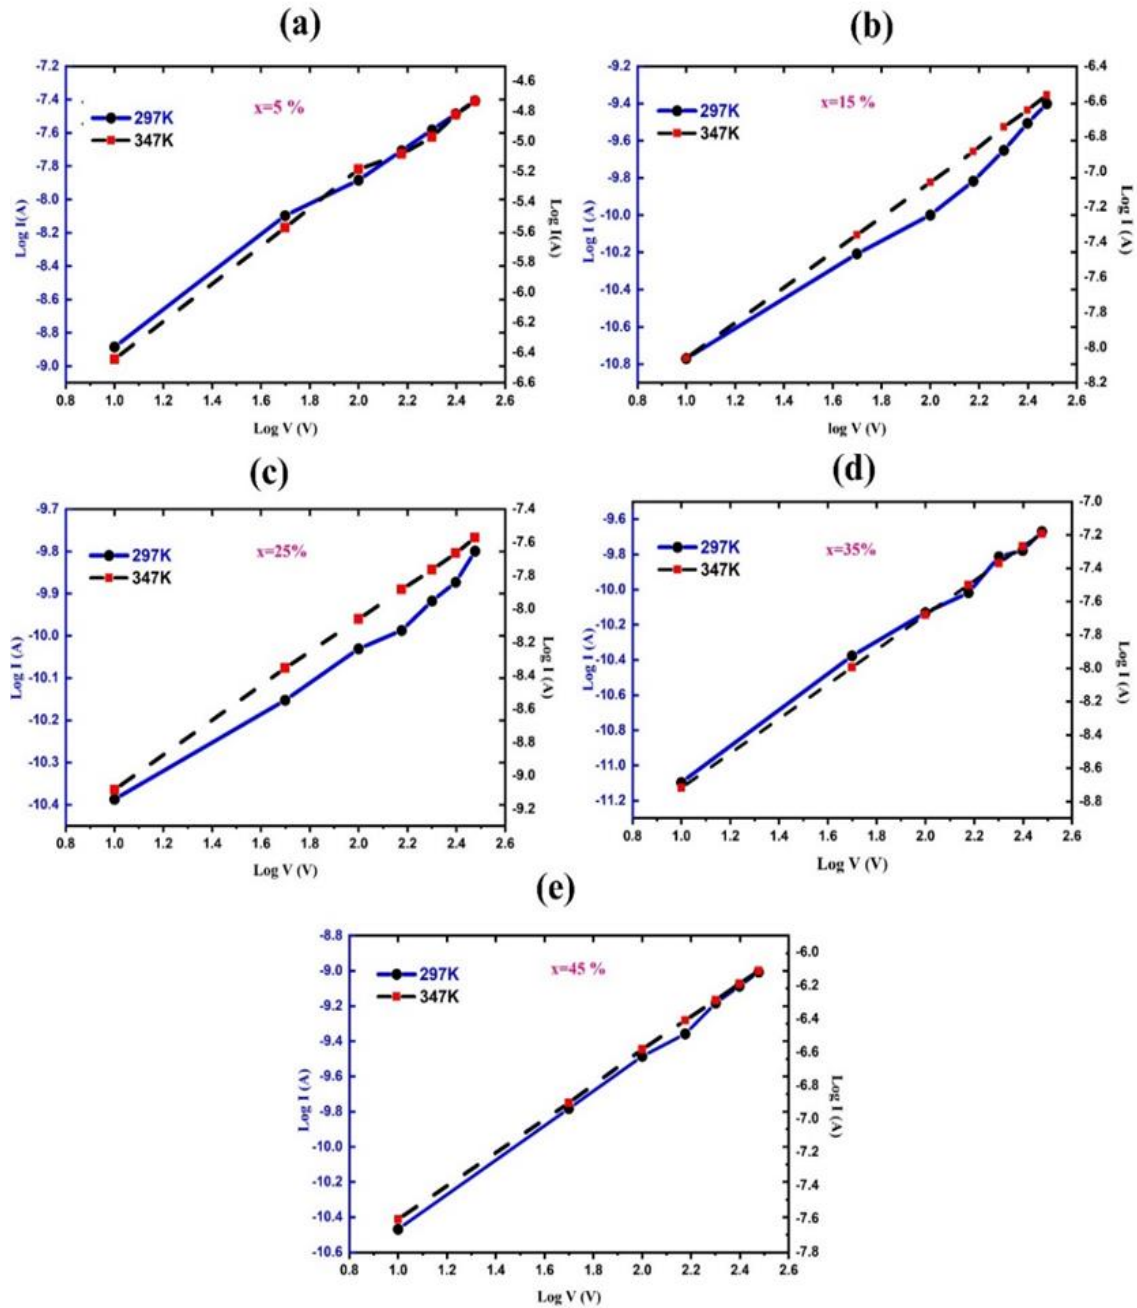 (a)
-7.2
-7.4
-7.6
-7.8
-8.0
-8.2
-8.4
-8.6
-8.8
-9.0
Log I(A)
297K
347K
x=5 %
-4.6
-4.8
-5.0
-5.2
-5.4
-5.6
-5.8
-6.0
-6.2
-6.4
-6.6
Log I(A)
0.8 1.0 1.2 1.4 1.6 1.8 2.0 2.2 2.4 2.6
Log V (V)
(b)
-9.2
-9.4
-9.6
-9.8
-10.0
-10.2
-10.4
-10.6
-10.8
Log I (A)
297K
347K
x=15 %
-6.4
-6.6
-6.8
-7.0
-7.2
-7.4
-7.6
-7.8
-8.0
-8.2
Log I (A)
0.8 1.0 1.2 1.4 1.6 1.8 2.0 2.2 2.4 2.6
log V (V)
(c)
-9.7
-9.8
-9.9
-10.0
-10.1
-10.2
-10.3
-10.4
Log I (A)
297K
347K
x=25%
-7.4
-7.6
-7.8
-8.0
-8.2
-8.4
-8.6
-8.8
-9.0
-9.2
Log I (A)
0.8 1.0 1.2 1.4 1.6 1.8 2.0 2.2 2.4 2.6
Log V (V)
(d)
-9.6
-9.8
-10.0
-10.2
-10.4
-10.6
-10.8
-11.0
-11.2
Log I (A)
297K
347K
x=35%
-7.0
-7.2
-7.4
-7.6
-7.8
-8.0
-8.2
-8.4
-8.6
-8.8
Log I (A)
0.8 1.0 1.2 1.4 1.6 1.8 2.0 2.2 2.4 2.6
Log V (V)
(e)
-8.8
-9.0
-9.2
-9.4
-9.6
-9.8
-10.0
-10.2
-10.4
-10.6
Log I (A)
297K
347K
x=45 %
-6.0
-6.2
-6.4
-6.6
-6.8
-7.0
-7.2
-7.4
-7.6
-7.8
Log I (A)
0.8 1.0 1.2 1.4 1.6 1.8 2.0 2.2 2.4 2.6
Log V (V)